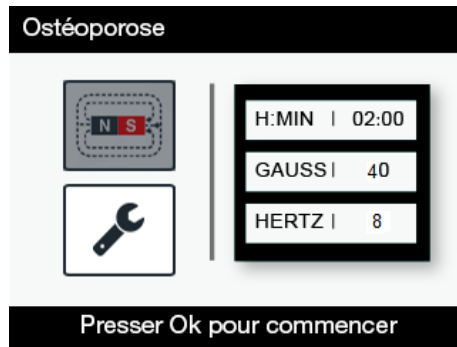 Ostéoporose
N S
H:MIN | 02:00
GAUSS | 40
HERTZ | 8
Presser Ok pour commencer